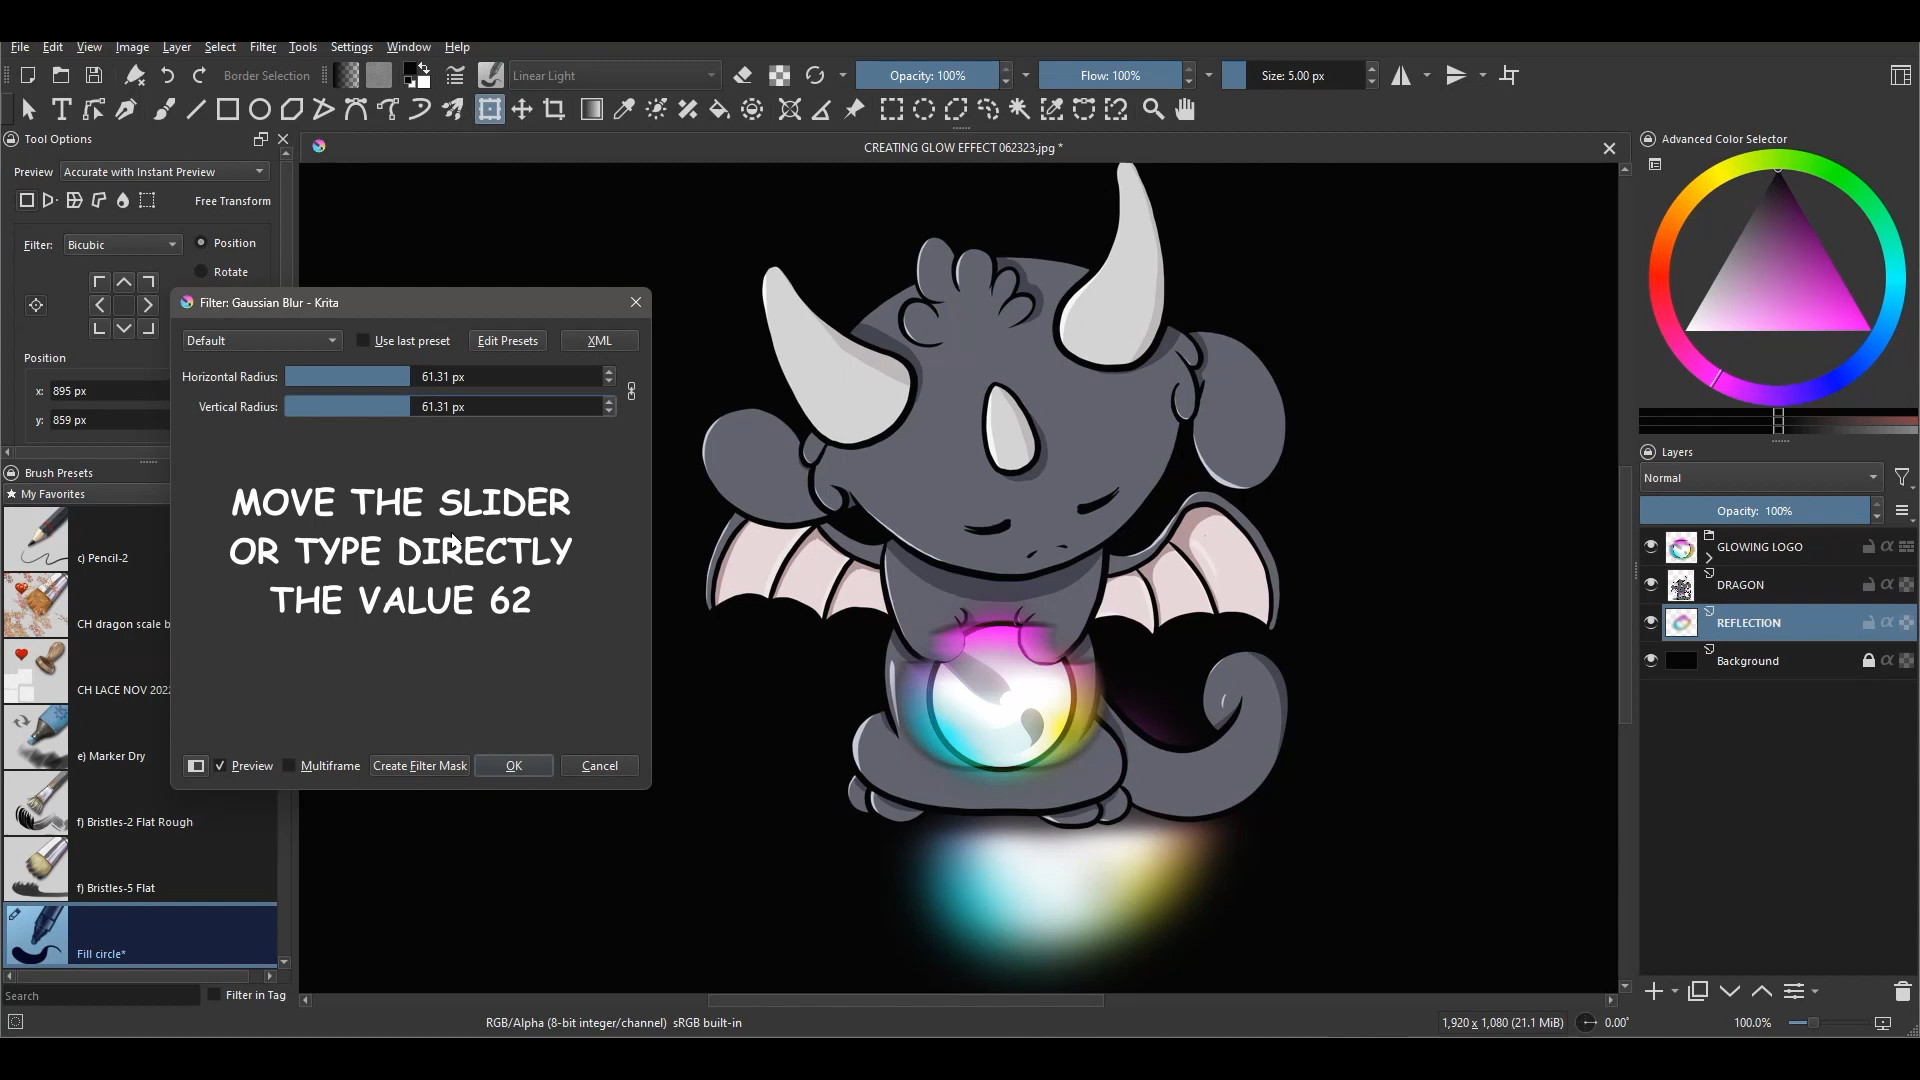 File Edit View Image Layer Select Filter Tools Settings Window Help
Border Selection
Linear Light
Opacity: 100%
Flow: 100%
Size: 5.00 px
Tool Options
CREATING GLOW EFFECT 062323.jpg *
Advanced Color Selector
Preview Accurate with Instant Preview
Free Transform
Filter: Bicubic
Position
Rotate
Position
x: 895 px
y: 859 px
Filter: Gaussian Blur - Krita
Default
Use last preset
Edit Presets
XML
Horizontal Radius: 61.31 px
Vertical Radius: 61.31 px
MOVE THE SLIDER
OR TYPE DIRECTLY
THE VALUE 62
Preview
Multiframe
Create Filter Mask
OK
Cancel
Brush Presets
★ My Favorites
c) Pencil-2
CH dragon scale b
CH LACE NOV 202
e) Marker Dry
f) Bristles-2 Flat Rough
f) Bristles-5 Flat
Fill circle*
Search
Filter in Tag
Layers
Normal
Opacity: 100%
GLOWING LOGO
DRAGON
REFLECTION
Background
RGB/Alpha (8-bit integer/channel) sRGB built-in
1,920 x 1,080 (21.1 MiB)
0.00°
100.0%